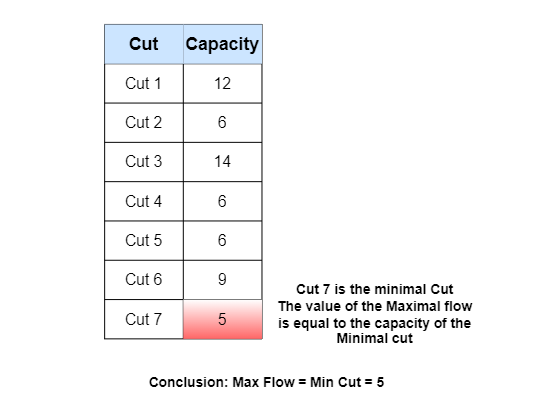 Cut Capacity
Cut 1 12
Cut 2 6
Cut 3 14
Cut 4 6
Cut 5 6
Cut 6 9
Cut 7 5
Cut 7 is the minimal Cut
The value of the Maximal flow
is equal to the capacity of the
Minimal cut
Conclusion: Max Flow = Min Cut = 5